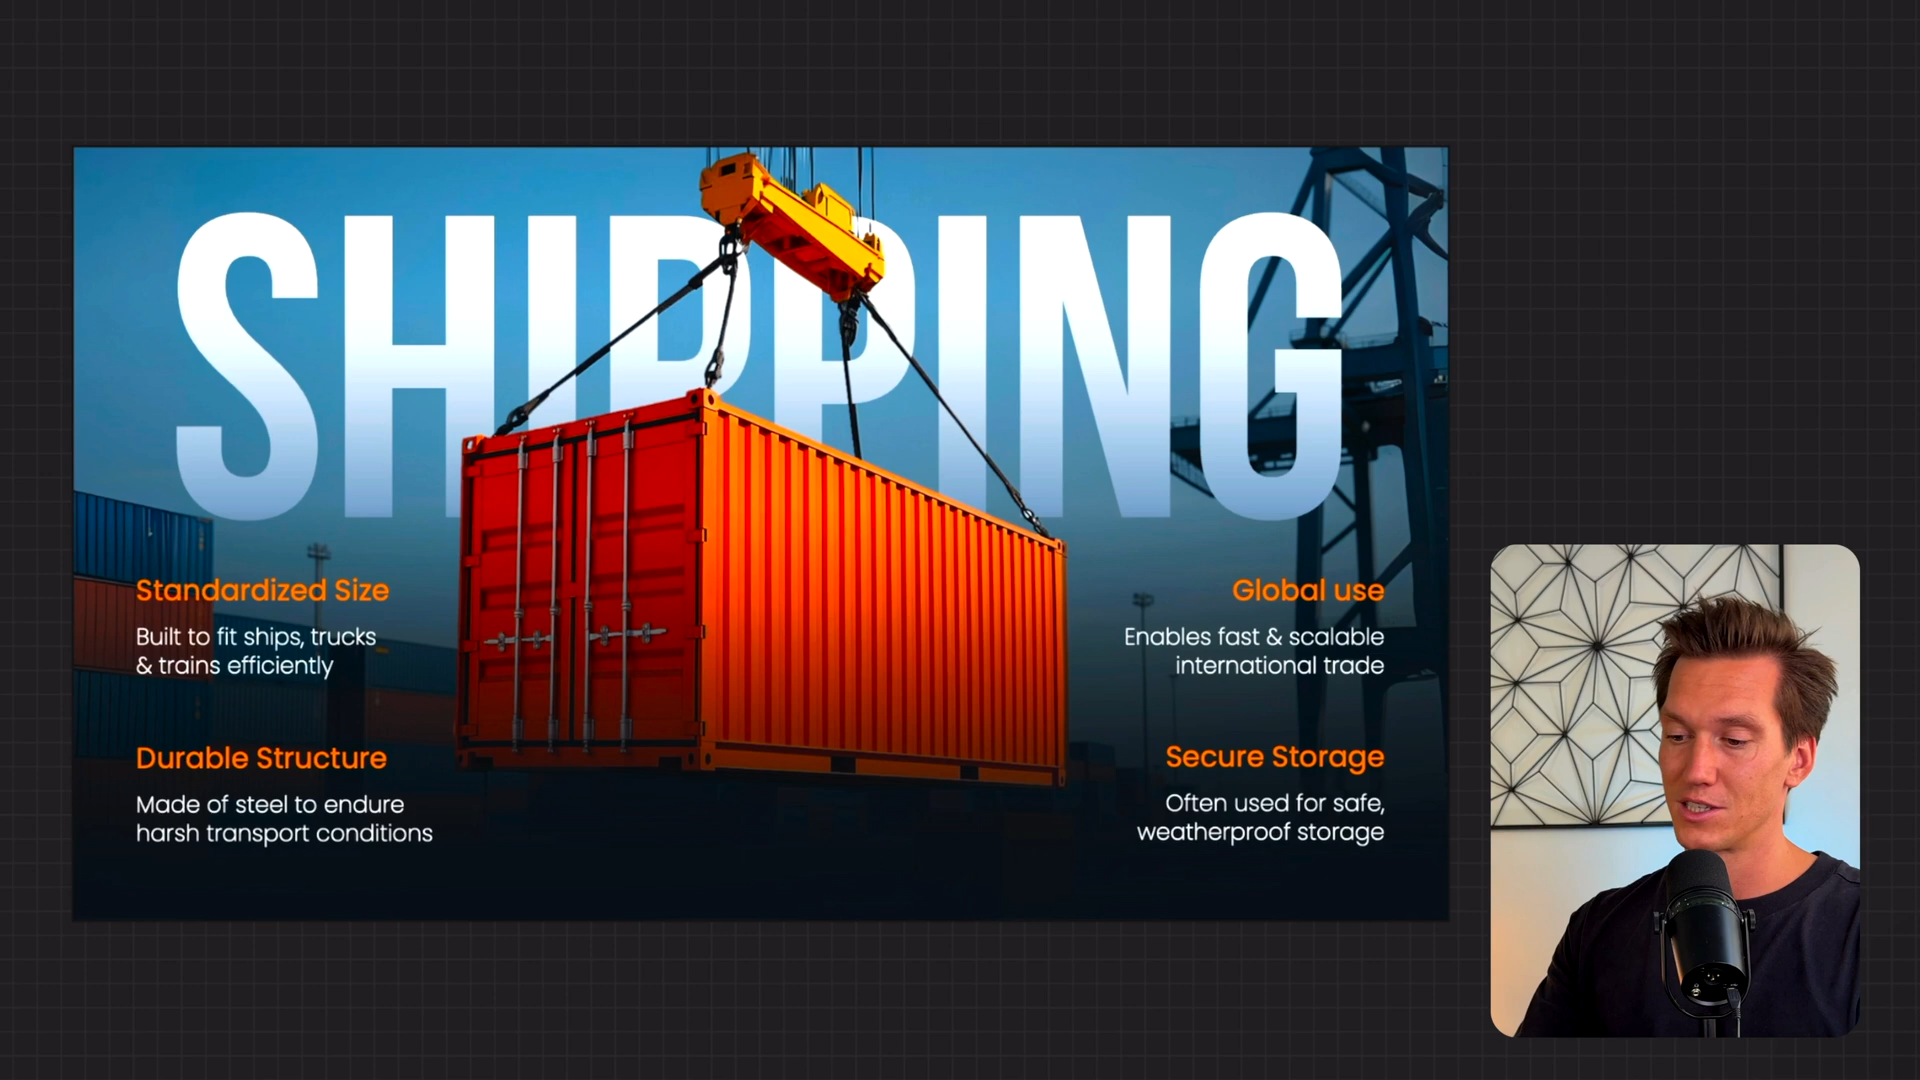 SHIPPING
Standardized Size
Built to fit ships, trucks
& trains efficiently
Durable Structure
Made of steel to endure
harsh transport conditions
Global use
Enables fast & scalable
international trade
Secure Storage
Often used for safe,
weatherproof storage